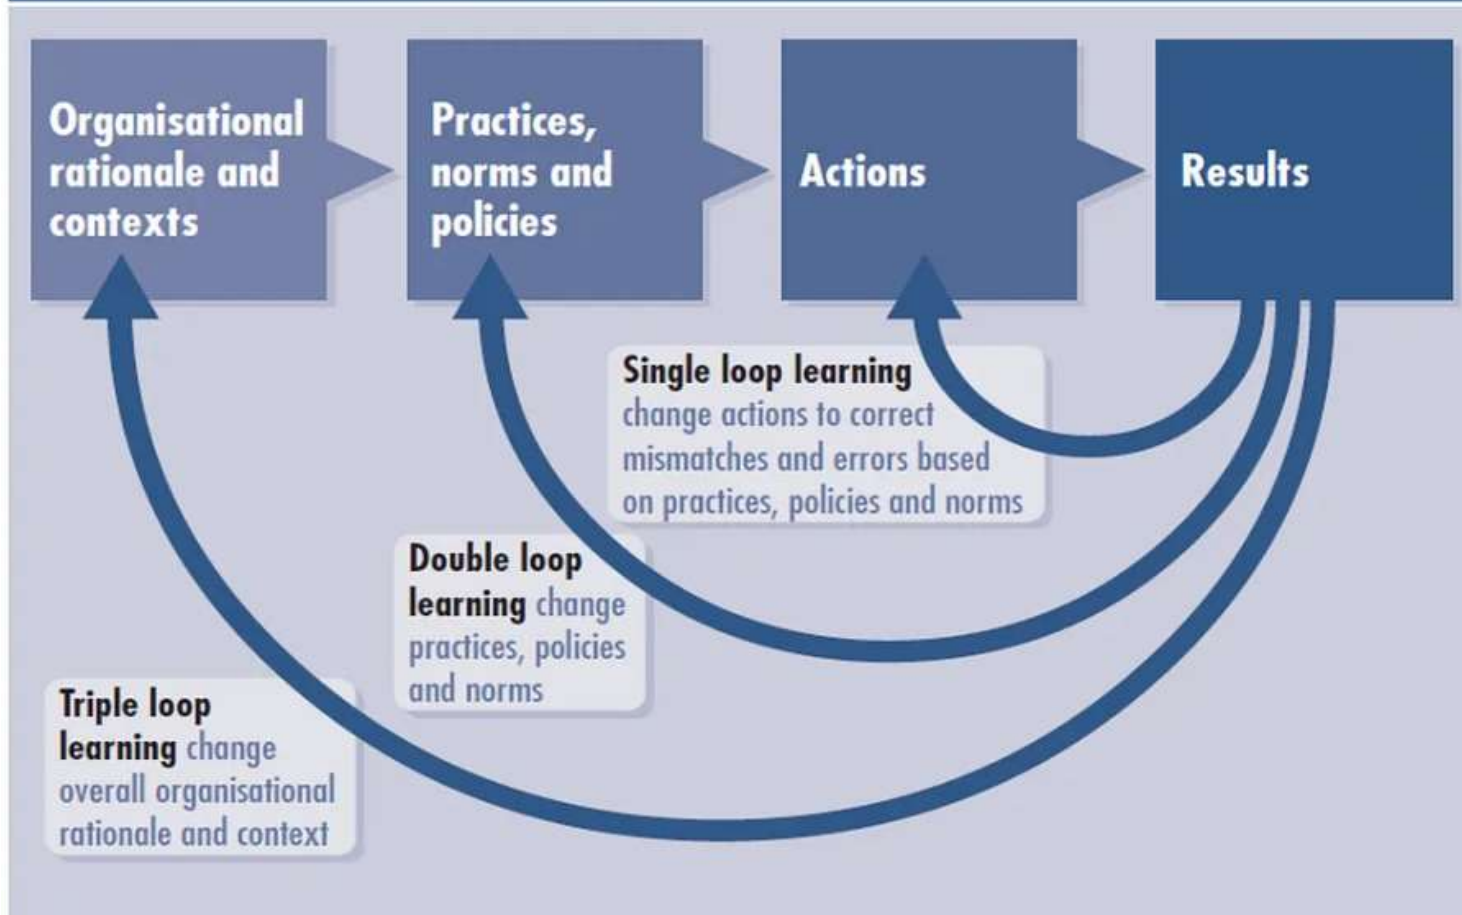 Organisational
rationale and
contexts
Practices,
norms and
policies
Actions
Results
Single loop learning
change actions to correct
mismatches and errors based
on practices, policies and norms
Double loop
learning change
practices, policies
and norms
Triple loop
learning change
overall organisational
rationale and context